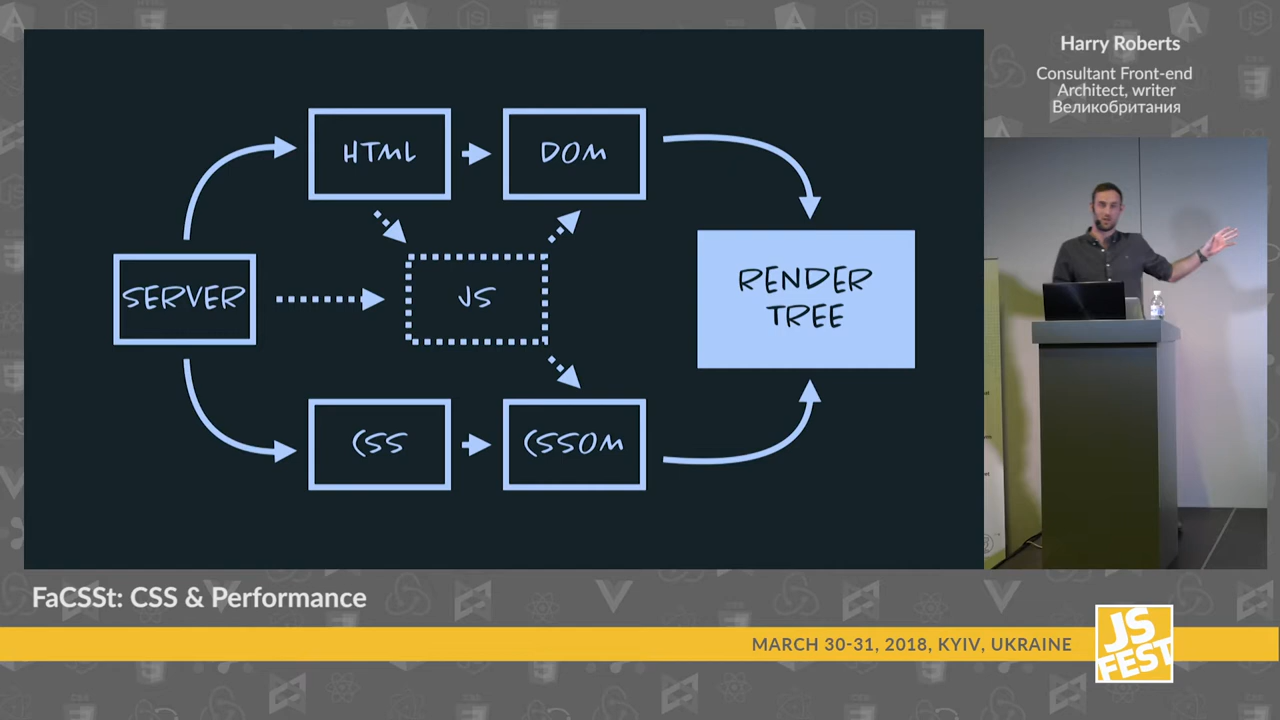 Harry Roberts
Consultant Front-end
Architect, writer
Великобритания
HTML
DOM
SERVER
JS
RENDER
TREE
CSS
CSSOM
FaCSSt: CSS & Performance
MARCH 30-31, 2018, KYIV, UKRAINE
JS
FEST